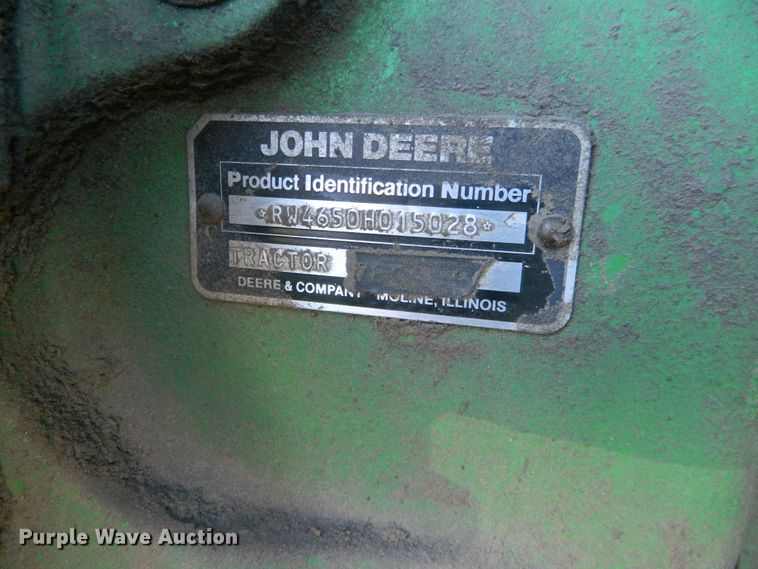 JOHN DEERE
Product Identification Number
*RW4650H015028*
TRACTOR
DEERE & COMPANY MOLINE, ILLINOIS
Purple Wave Auction